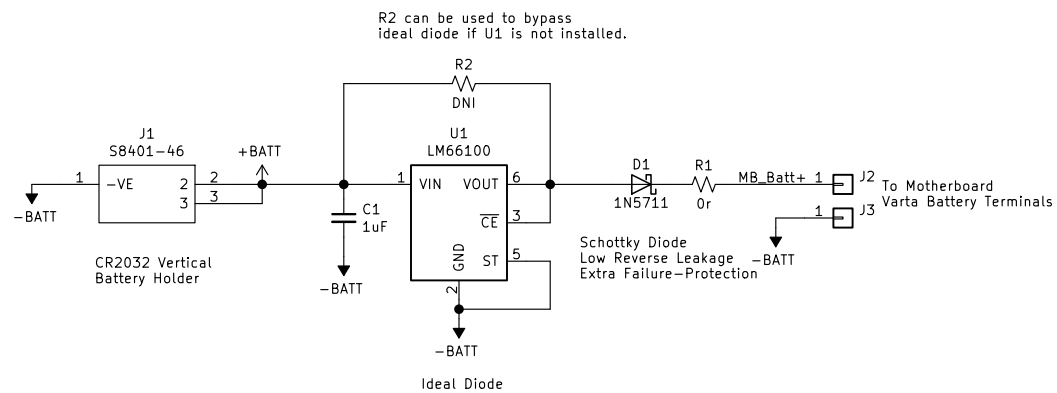 R2 can be used to bypass
ideal diode if U1 is not installed.
R2
DNI
J1
S8401-46
+BATT
U1
LM66100
1
-VE
2
2
3
3
-BATT
C1
1uF
-BATT
1
VIN
VOUT
6
CE
3
GND
ST
5
2
-BATT
D1
1N5711
R1
0r
MB_Batt+
1
J2
1
J3
-BATT
To Motherboard
Varta Battery Terminals
Schottky Diode
Low Reverse Leakage
Extra Failure-Protection
CR2032 Vertical
Battery Holder
Ideal Diode